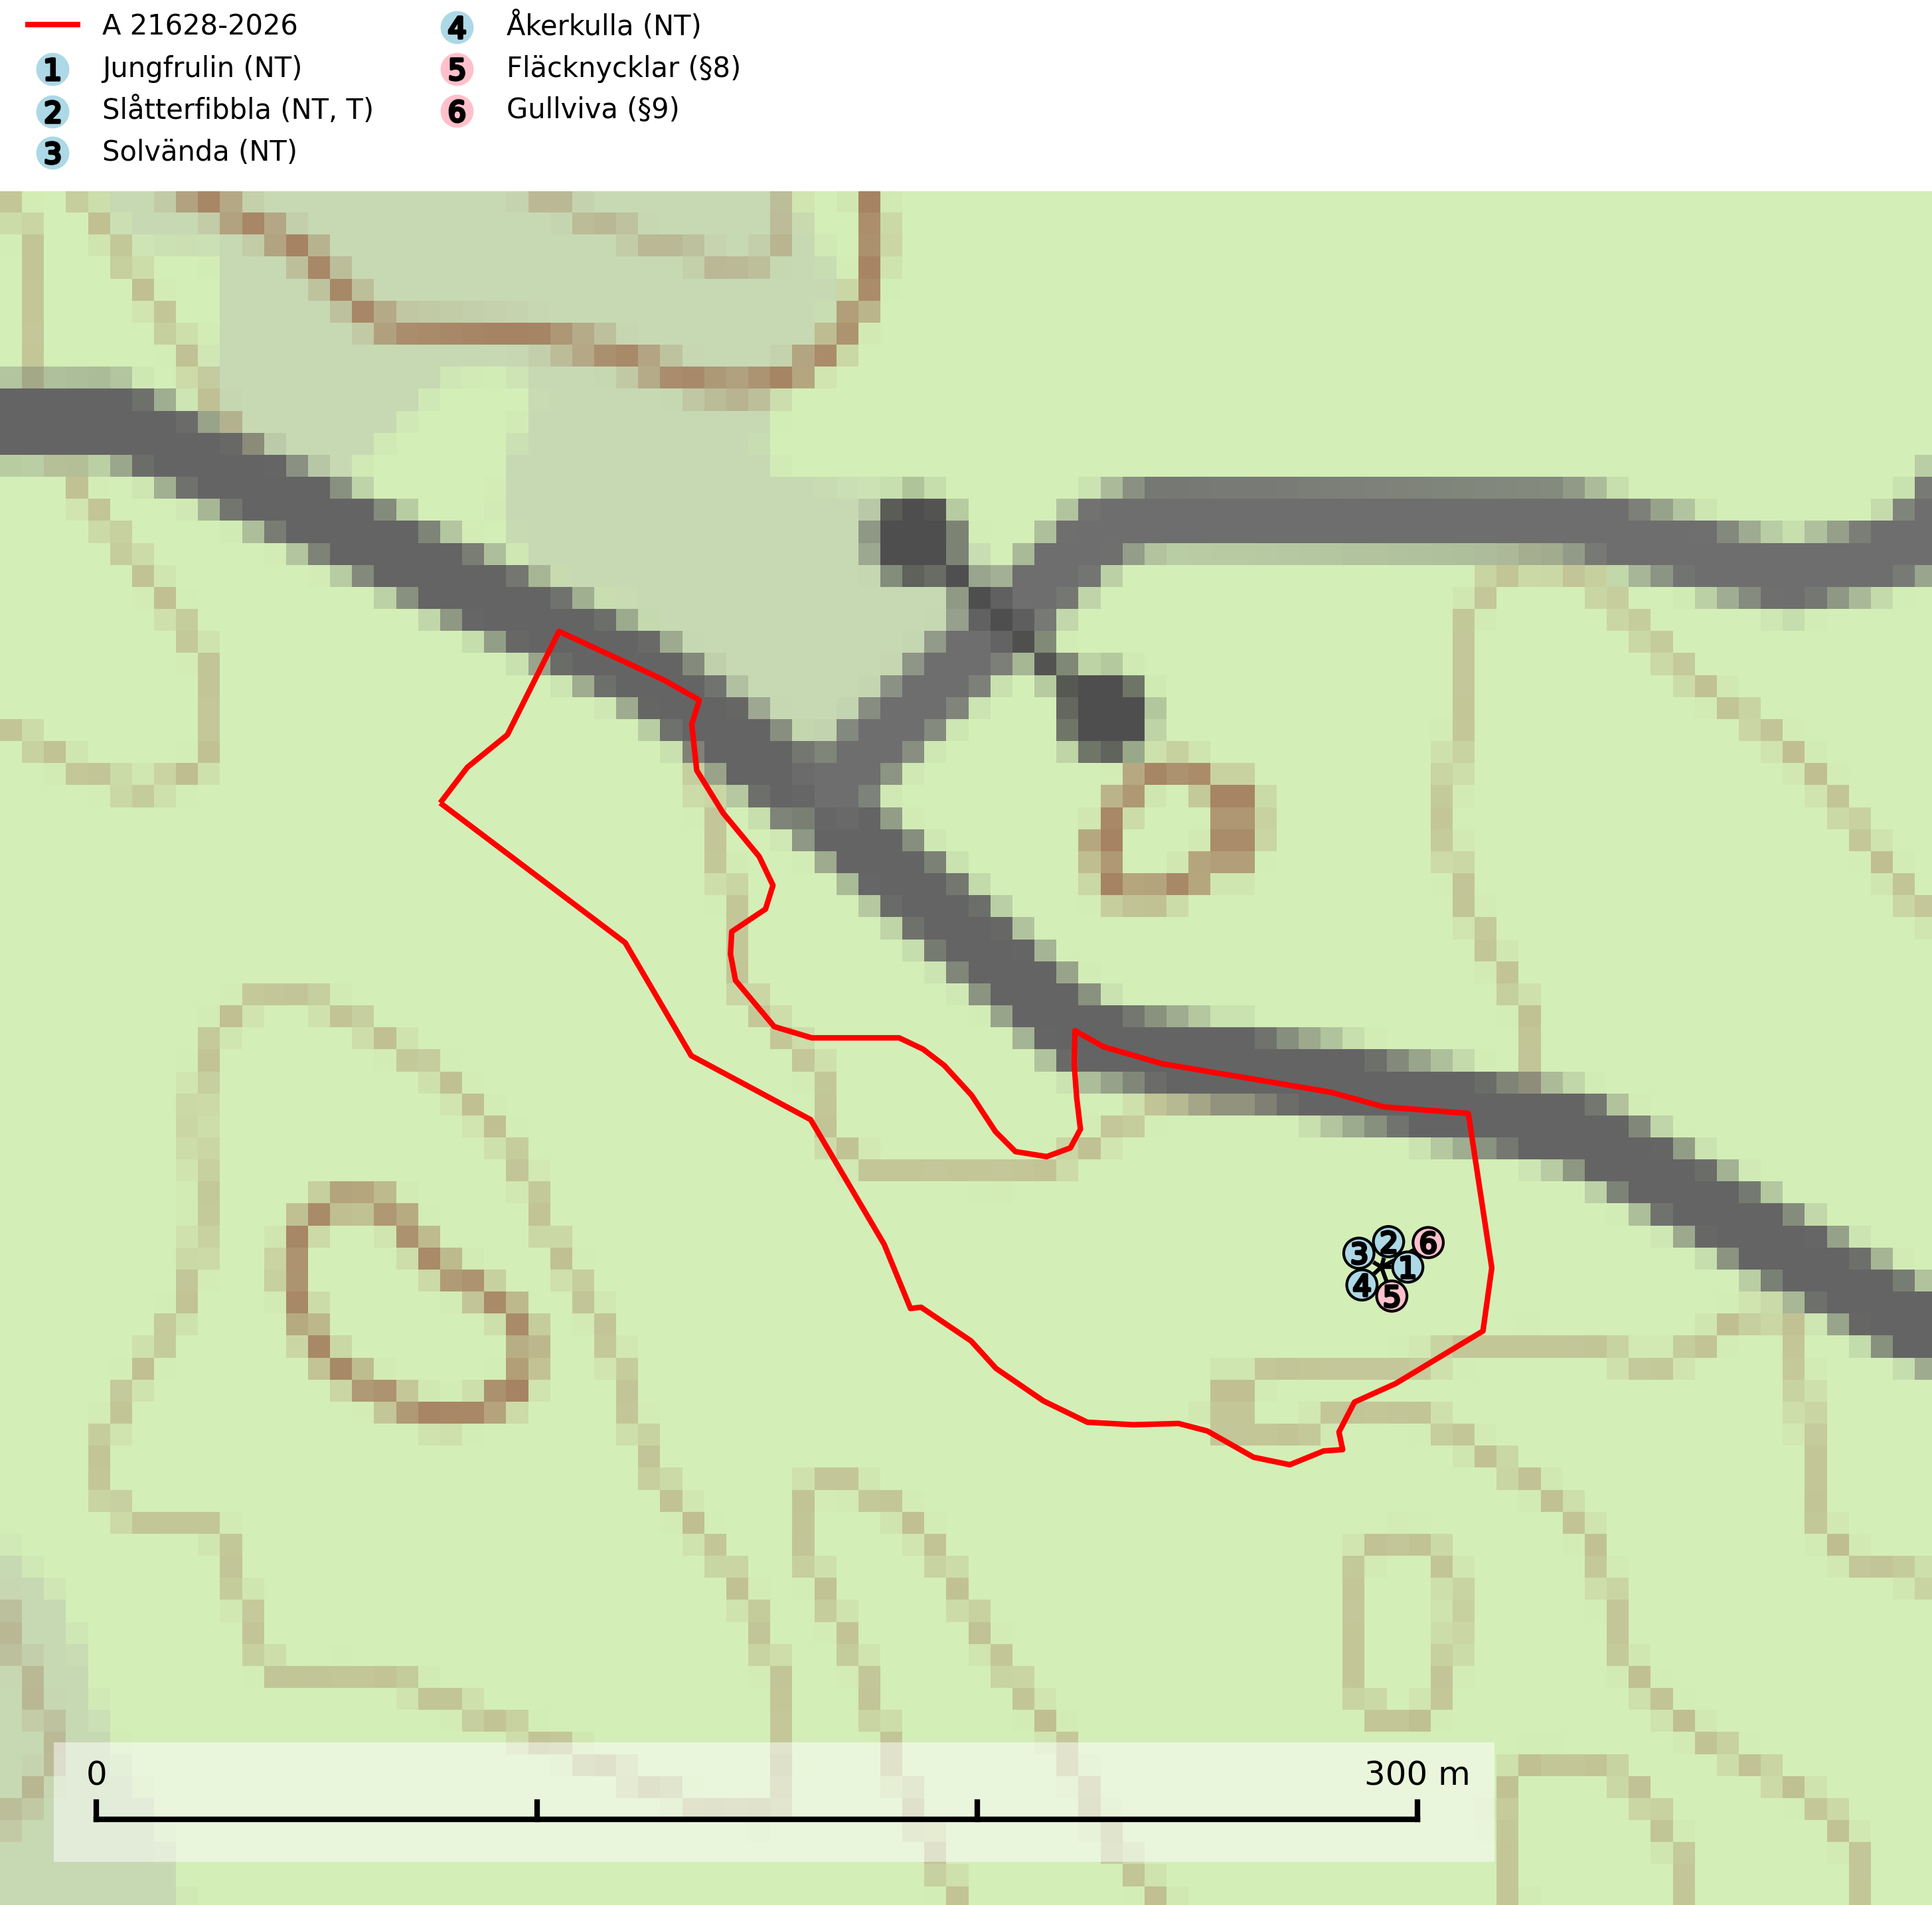 A 21628-2026
1 Jungfrulin (NT)
2 Slåtterfibbla (NT, T)
3 Solvända (NT)
4 Åkerkulla (NT)
5 Fläcknycklar (§8)
6 Gullviva (§9)
2 6
3 1
4 5
0 300 m